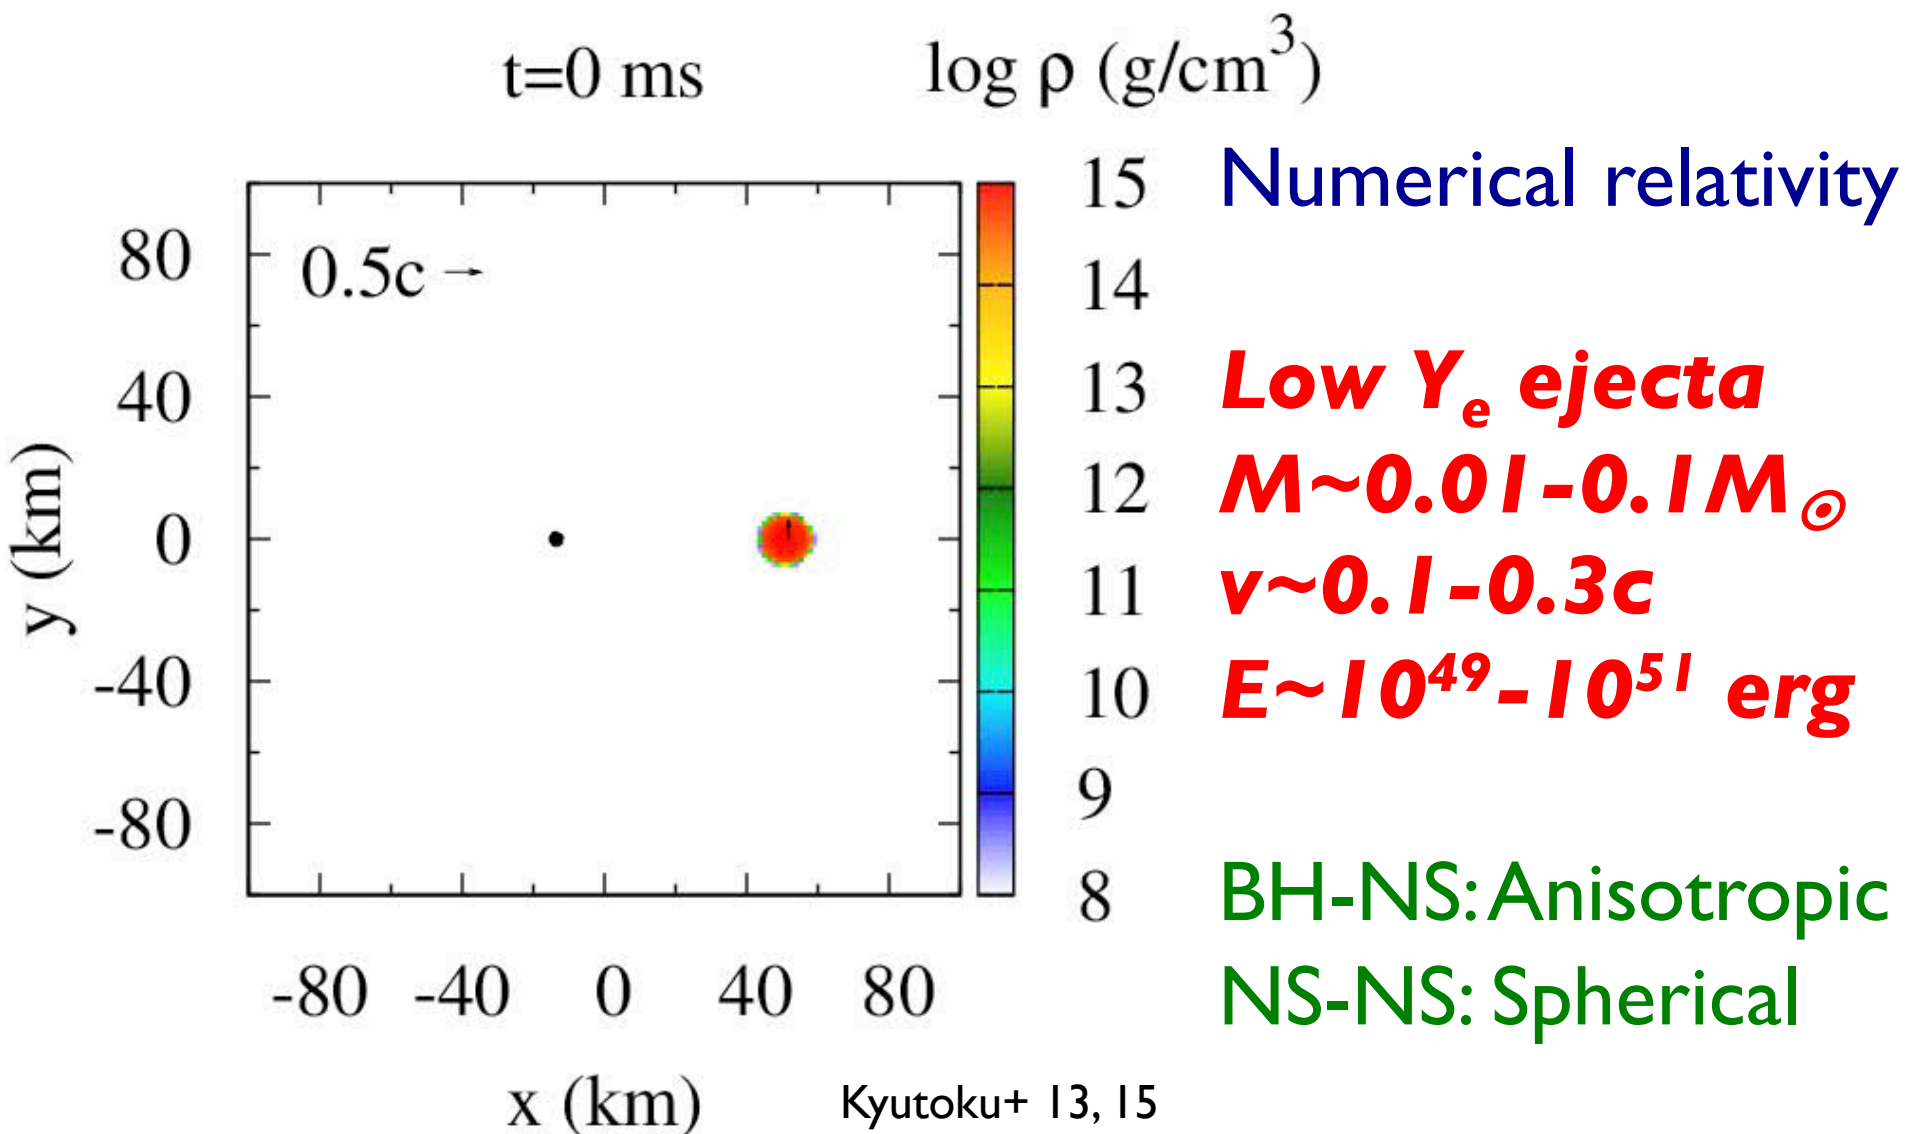 t=0 ms
log ρ (g/cm³)
0.5c
80
40
0
-40
-80
y (km)
-80 -40 0 40 80
x (km)
15
14
13
12
11
10
9
8
Numerical relativity
Low Yₑ ejecta
M~0.01-0.1M☉
v~0.1-0.3c
E~10⁴⁹-10⁵¹ erg
BH-NS: Anisotropic
NS-NS: Spherical
Kyutoku+ 13, 15